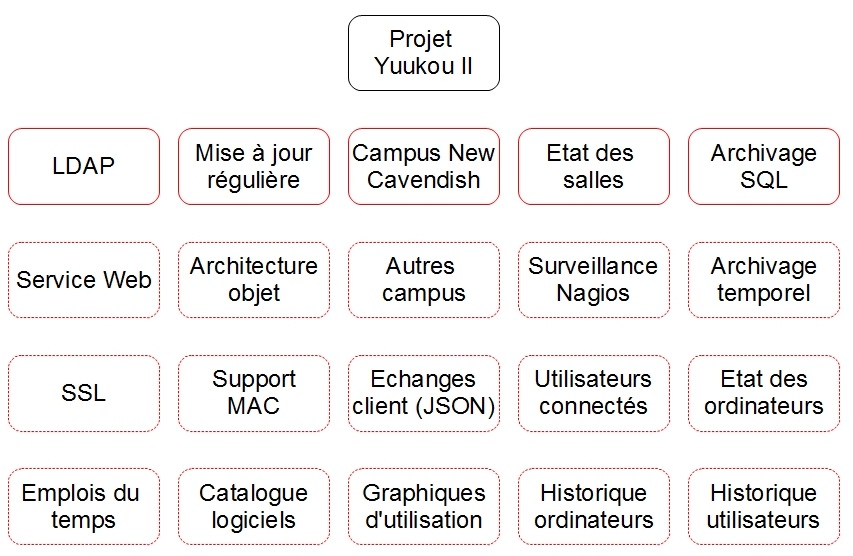 Projet
Yuukou II
LDAP
Mise à jour
régulière
Campus New
Cavendish
Etat des
salles
Archivage
SQL
Service Web
Architecture
objet
Autres
campus
Surveillance
Nagios
Archivage
temporel
SSL
Support
MAC
Echanges
client (JSON)
Utilisateurs
connectés
Etat des
ordinateurs
Emplois du
temps
Catalogue
logiciels
Graphiques
d'utilisation
Historique
ordinateurs
Historique
utilisateurs